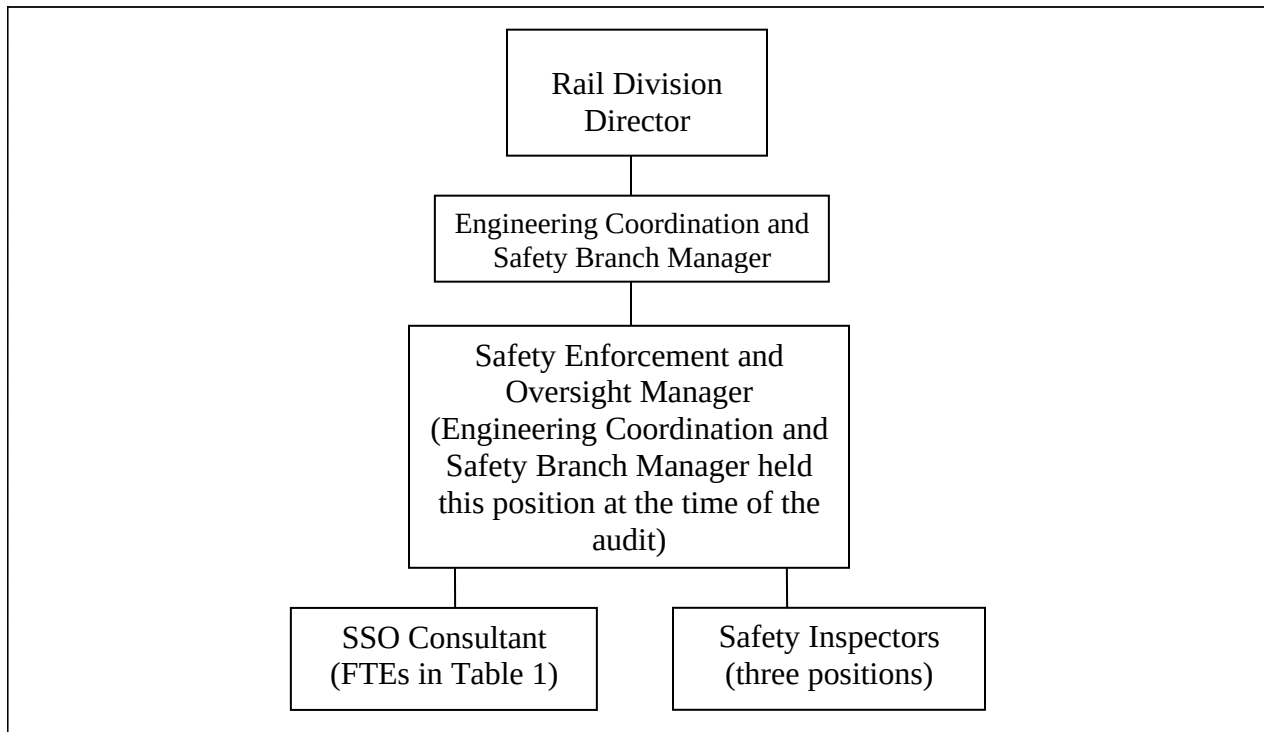 Rail Division
Director
Engineering Coordination and
Safety Branch Manager
Safety Enforcement and
Oversight Manager
(Engineering Coordination and
Safety Branch Manager held
this position at the time of the
audit)
SSO Consultant
(FTEs in Table 1)
Safety Inspectors
(three positions)